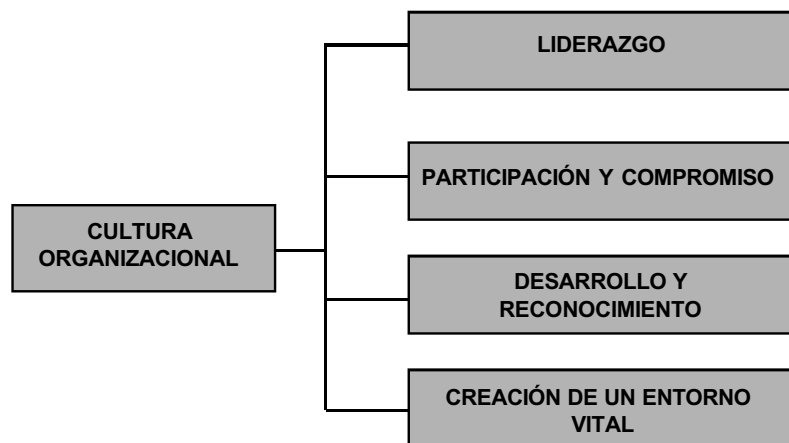 LIDERAZGO
PARTICIPACIÓN Y COMPROMISO
CULTURA
ORGANIZACIONAL
DESARROLLO Y
RECONOCIMIENTO
CREACIÓN DE UN ENTORNO
VITAL